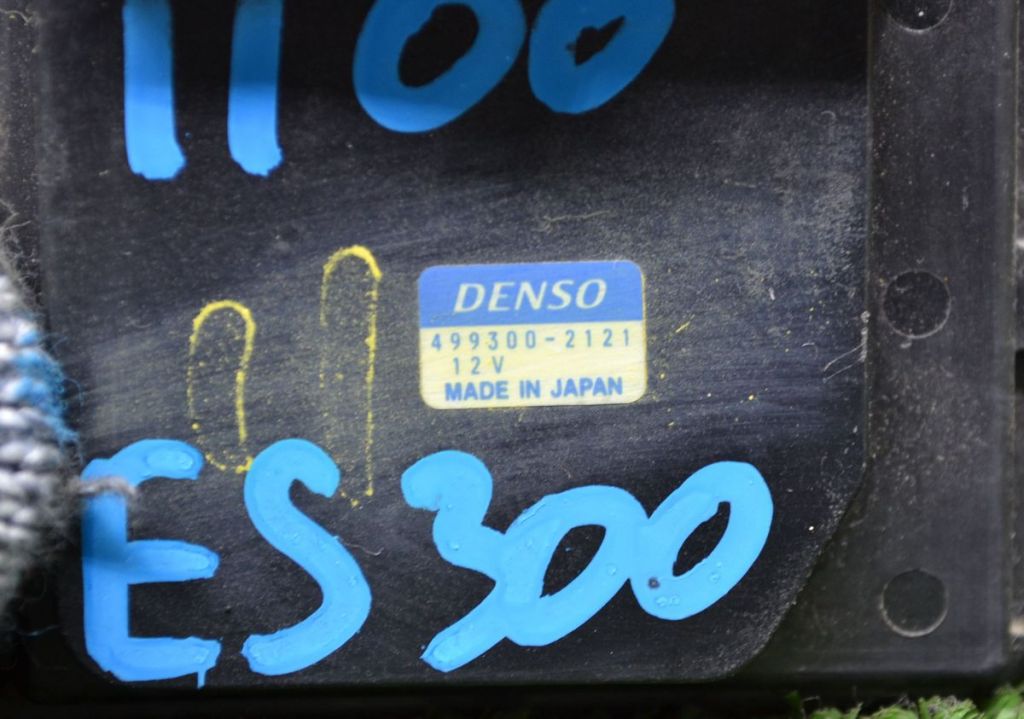 1100
DENSO
499300-2121
12V
MADE IN JAPAN
ES300